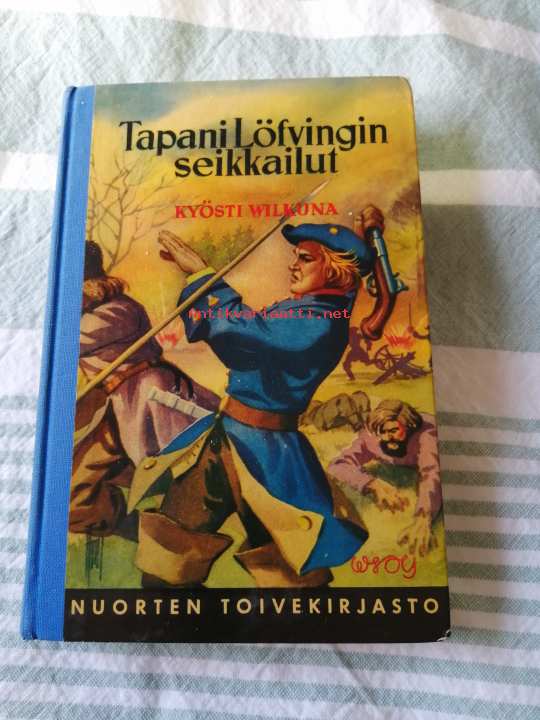 Tapani Löfvingin
seikkailut
KYÖSTI WILKUNA
antikvariaatti.net
WSOY
NUORTEN TOIVEKIRJASTO